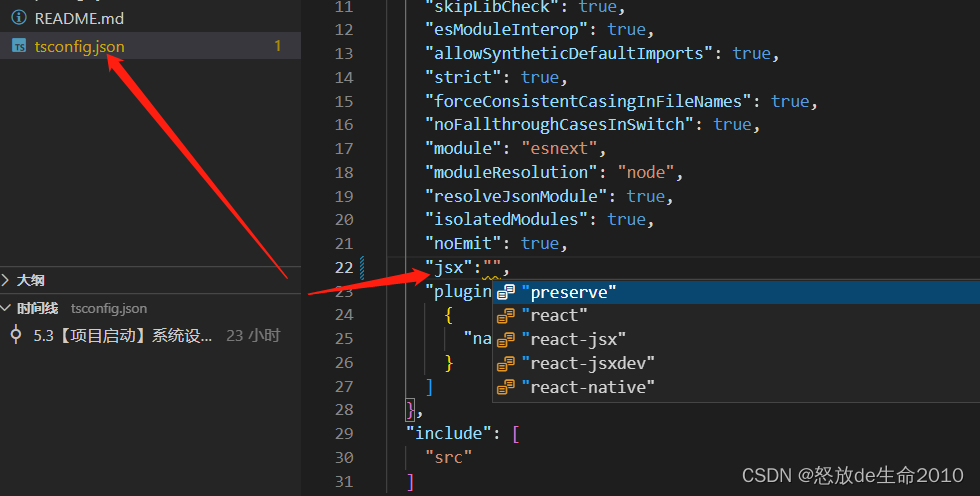 README.md
tsconfig.json 1
大纲
时间线 tsconfig.json
5.3【项目启动】系统设... 23 小时
11 "skipLibCheck": true,
12 "esModuleInterop": true,
13 "allowSyntheticDefaultImports": true,
14 "strict": true,
15 "forceConsistentCasingInFileNames": true,
16 "noFallthroughCasesInSwitch": true,
17 "module": "esnext",
18 "moduleResolution": "node",
19 "resolveJsonModule": true,
20 "isolatedModules": true,
21 "noEmit": true,
22 "jsx":"",
23 "plugin
24 {
25 "na
26 }
27 ]
28 },
29 "include": [
30 "src"
31 ]
"preserve"
"react"
"react-jsx"
"react-jsxdev"
"react-native"
CSDN @怒放de生命2010